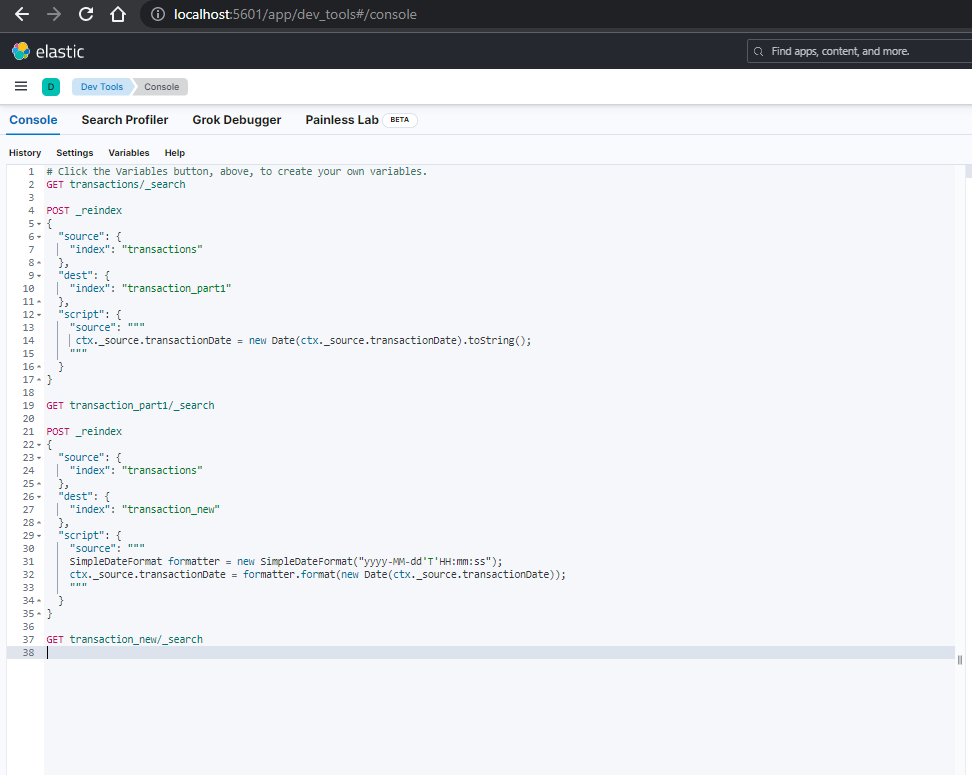 localhost:5601/app/dev_tools#/console
elastic
Find apps, content, and more.
D
Dev Tools
Console
Console Search Profiler Grok Debugger Painless Lab BETA
History Settings Variables Help
1 # Click the Variables button, above, to create your own variables.
2 GET transactions/_search
3
4 POST _reindex
5 {
6 "source": {
7 "index": "transactions"
8 },
9 "dest": {
10 "index": "transaction_part1"
11 },
12 "script": {
13 "source": """
14 ctx._source.transactionDate = new Date(ctx._source.transactionDate).toString();
15 """
16 }
17 }
18
19 GET transaction_part1/_search
20
21 POST _reindex
22 {
23 "source": {
24 "index": "transactions"
25 },
26 "dest": {
27 "index": "transaction_new"
28 },
29 "script": {
30 "source": """
31 SimpleDateFormat formatter = new SimpleDateFormat("yyyy-MM-dd'T'HH:mm:ss");
32 ctx._source.transactionDate = formatter.format(new Date(ctx._source.transactionDate));
33 """
34 }
35 }
36
37 GET transaction_new/_search
38